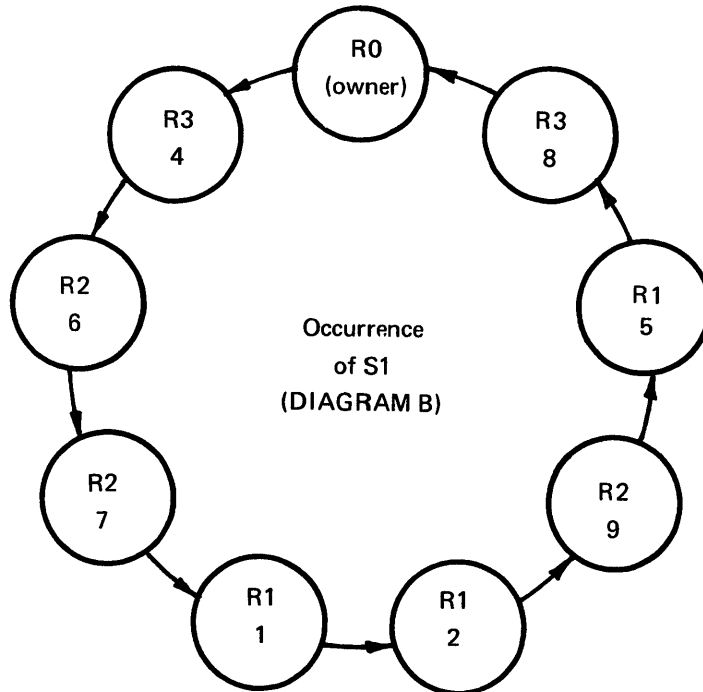 R0
(owner)
R3
4
R2
6
R2
7
R1
1
R1
2
R2
9
R1
5
R3
8
Occurrence
of S1
(DIAGRAM B)